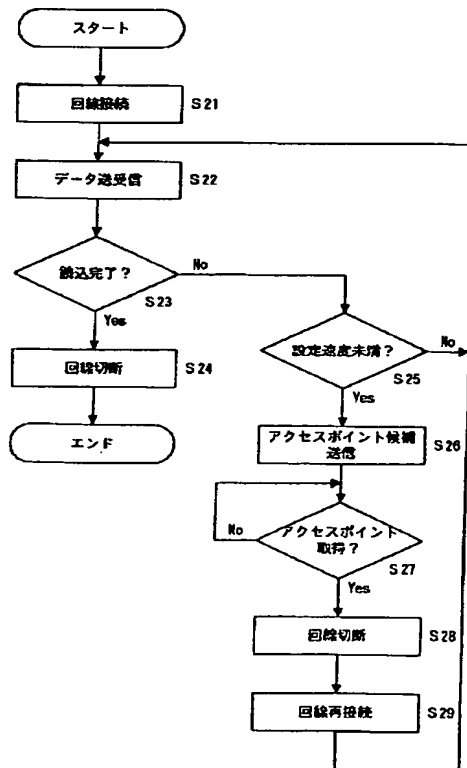 スタート
回線接続 S21
データ送受信 S22
読込完了？ No
S23
Yes
回線切断 S24
エンド
設定速度未満？ No
S25
Yes
アクセスポイント候補
送信 S26
アクセスポイント
取得？
No
S27
Yes
回線切断 S28
回線再接続 S29